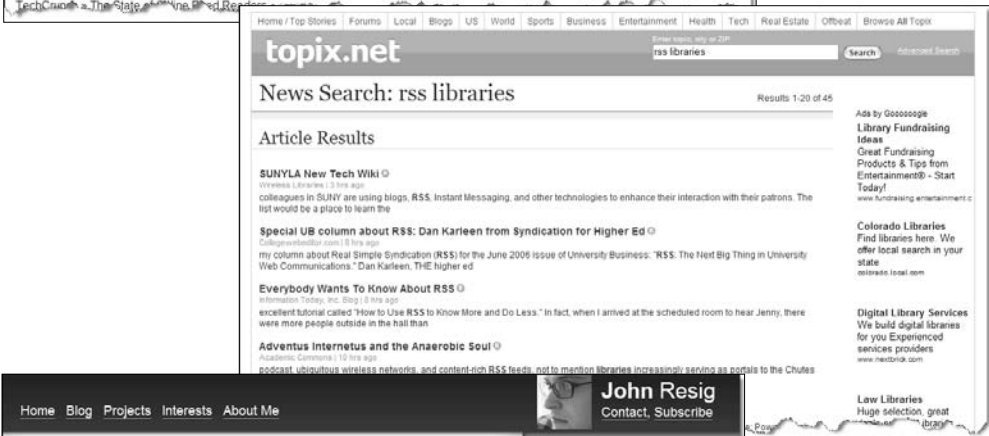 TechCrunch » The State of Online Feed Readers
Home / Top Stories Forums Local Blogs US World Sports Business Entertainment Health Tech Real Estate Offbeat Browse All Topix
topix.net
Enter topic, city or ZIP
rss libraries
Search
Advanced Search
News Search: rss libraries
Results 1-20 of 45
Article Results
SUNYLA New Tech Wiki
Wireless Libraries | 3 hrs ago
colleagues in SUNY are using blogs, RSS, Instant Messaging, and other technologies to enhance their interaction with their patrons. The
list would be a place to learn the
Special UB column about RSS: Dan Karleen from Syndication for Higher Ed
Collegewebeditor.com | 8 hrs ago
my column about Real Simple Syndication (RSS) for the June 2006 issue of University Business: "RSS: The Next Big Thing in University
Web Communications." Dan Karleen, THE higher ed
Everybody Wants To Know About RSS
Information Today, Inc. Blog | 8 hrs ago
excellent tutorial called "How to Use RSS to Know More and Do Less." In fact, when I arrived at the scheduled room to hear Jenny, there
were more people outside in the hall than
Adventus Internetus and the Anaerobic Soul
Academic Commons | 10 hrs ago
podcast, ubiquitous wireless networks, and content-rich RSS feeds, not to mention libraries increasingly serving as portals to the Chutes
Ads by Goooooogle
Library Fundraising
Ideas
Great Fundraising
Products & Tips from
Entertainment® - Start
Today!
www.fundraising.entertainment.c
Colorado Libraries
Find libraries here. We
offer local search in your
state
colorado.local.com
Digital Library Services
We build digital libraries
for you Experienced
services providers
www.nextbrick.com
Law Libraries
Huge selection, great
Home Blog Projects Interests About Me
John Resig
Contact, Subscribe